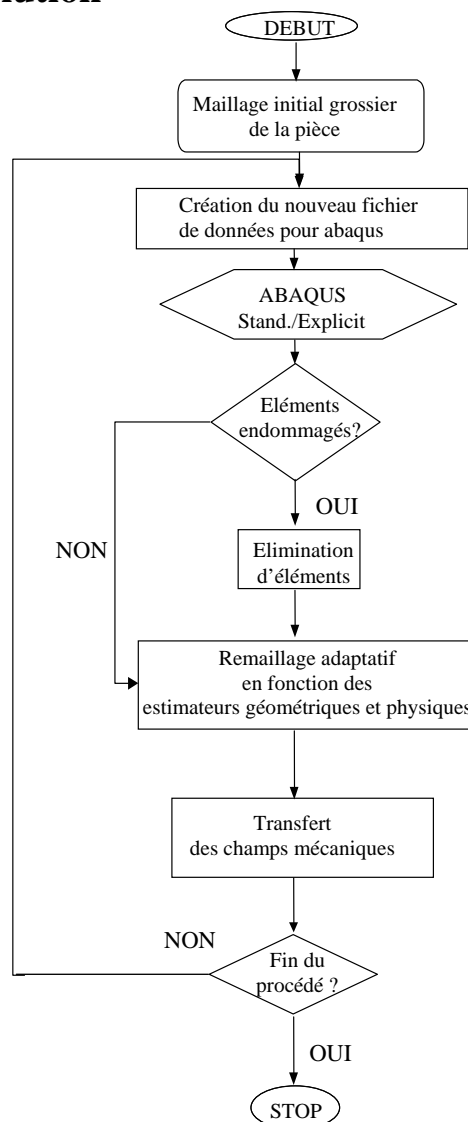 DEBUT
Maillage initial grossier
de la pièce
Création du nouveau fichier
de données pour abaqus
ABAQUS
Stand./Explicit
Eléments
endommagés?
OUI
NON
Elimination
d’éléments
Remaillage adaptatif
en fonction des
estimateurs géométriques et physiques
Transfert
des champs mécaniques
NON
Fin du
procédé ?
OUI
STOP